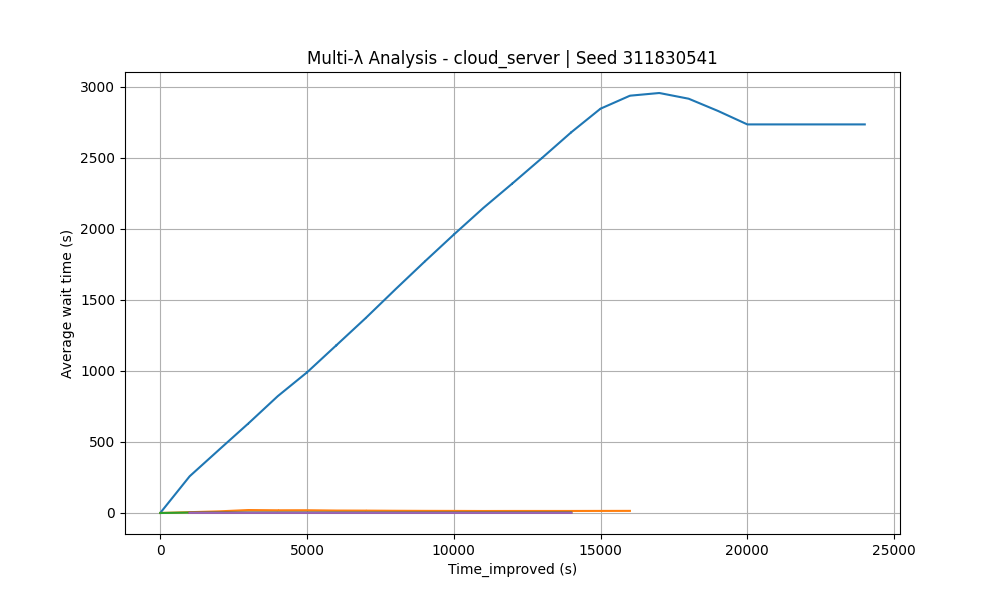 Multi-λ Analysis - cloud_server | Seed 311830541
Average wait time (s)
3000
2500
2000
1500
1000
500
0
0 5000 10000 15000 20000 25000
Time_improved (s)